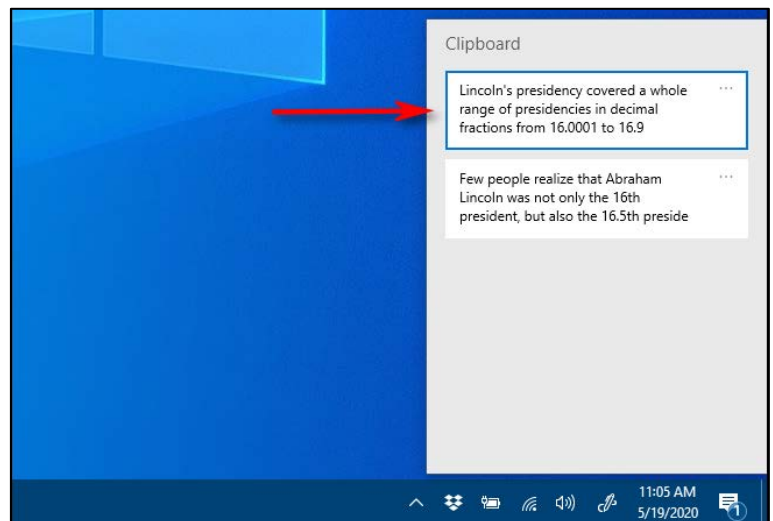 Clipboard
Lincoln's presidency covered a whole
range of presidencies in decimal
fractions from 16.0001 to 16.9
Few people realize that Abraham
Lincoln was not only the 16th
president, but also the 16.5th preside
11:05 AM
5/19/2020
1